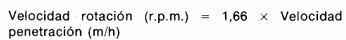 Velocidad rotación (r.p.m.) = 1,66 × Velocidad
penetración (m/h)